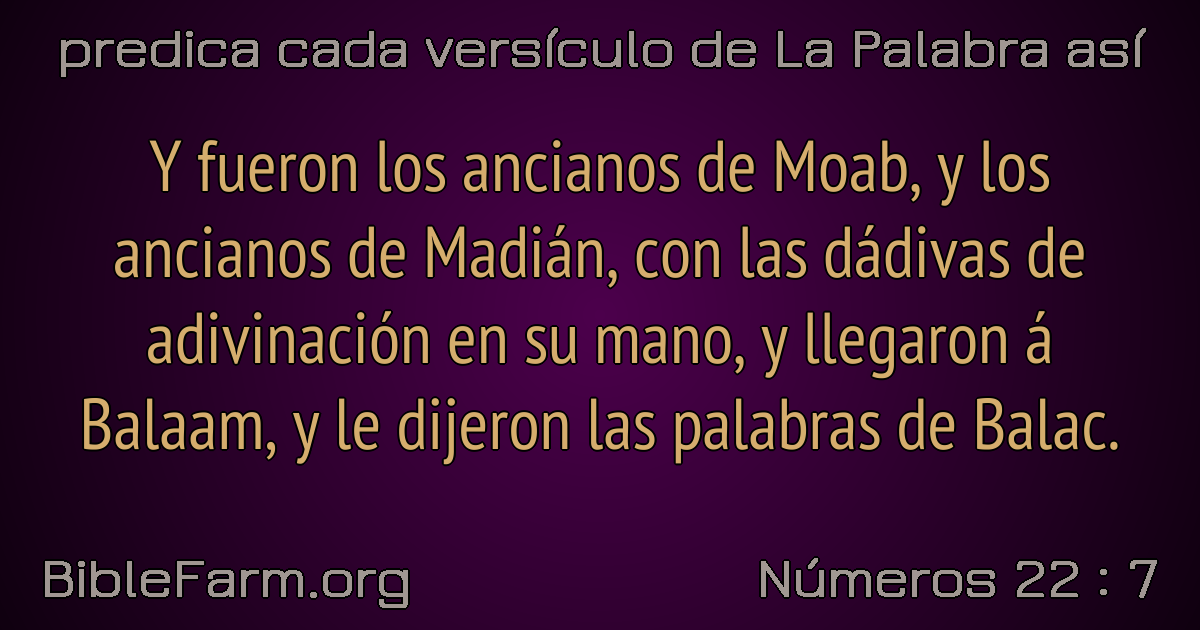 predica cada versículo de La Palabra así
Y fueron los ancianos de Moab, y los
ancianos de Madián, con las dádivas de
adivinación en su mano, y llegaron á
Balaam, y le dijeron las palabras de Balac.
BibleFarm.org
Números 22 : 7